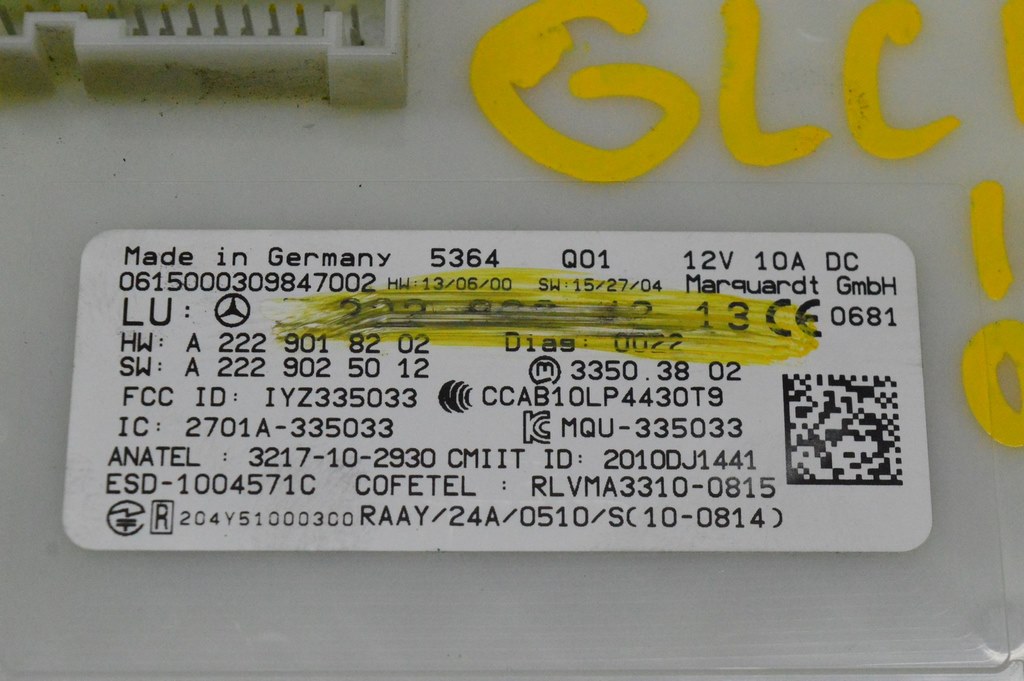 GLC
Made in Germany 5364 Q01 12V 10A DC
0615000309847002 HW:13/06/00 SW:15/27/04 Marquardt GmbH
LU: 13 CE 0681
HW: A 222 901 82 02 Diag:
SW: A 222 902 50 12 M 3350.38 02
FCC ID: IYZ335033 CCAB10LP4430T9
IC: 2701A-335033 MQU-335033
ANATEL : 3217-10-2930 CMIIT ID: 2010DJ1441
ESD-1004571C COFETEL : RLVMA3310-0815
R 204Y51000300 RAAY/24A/0510/S(10-0814)